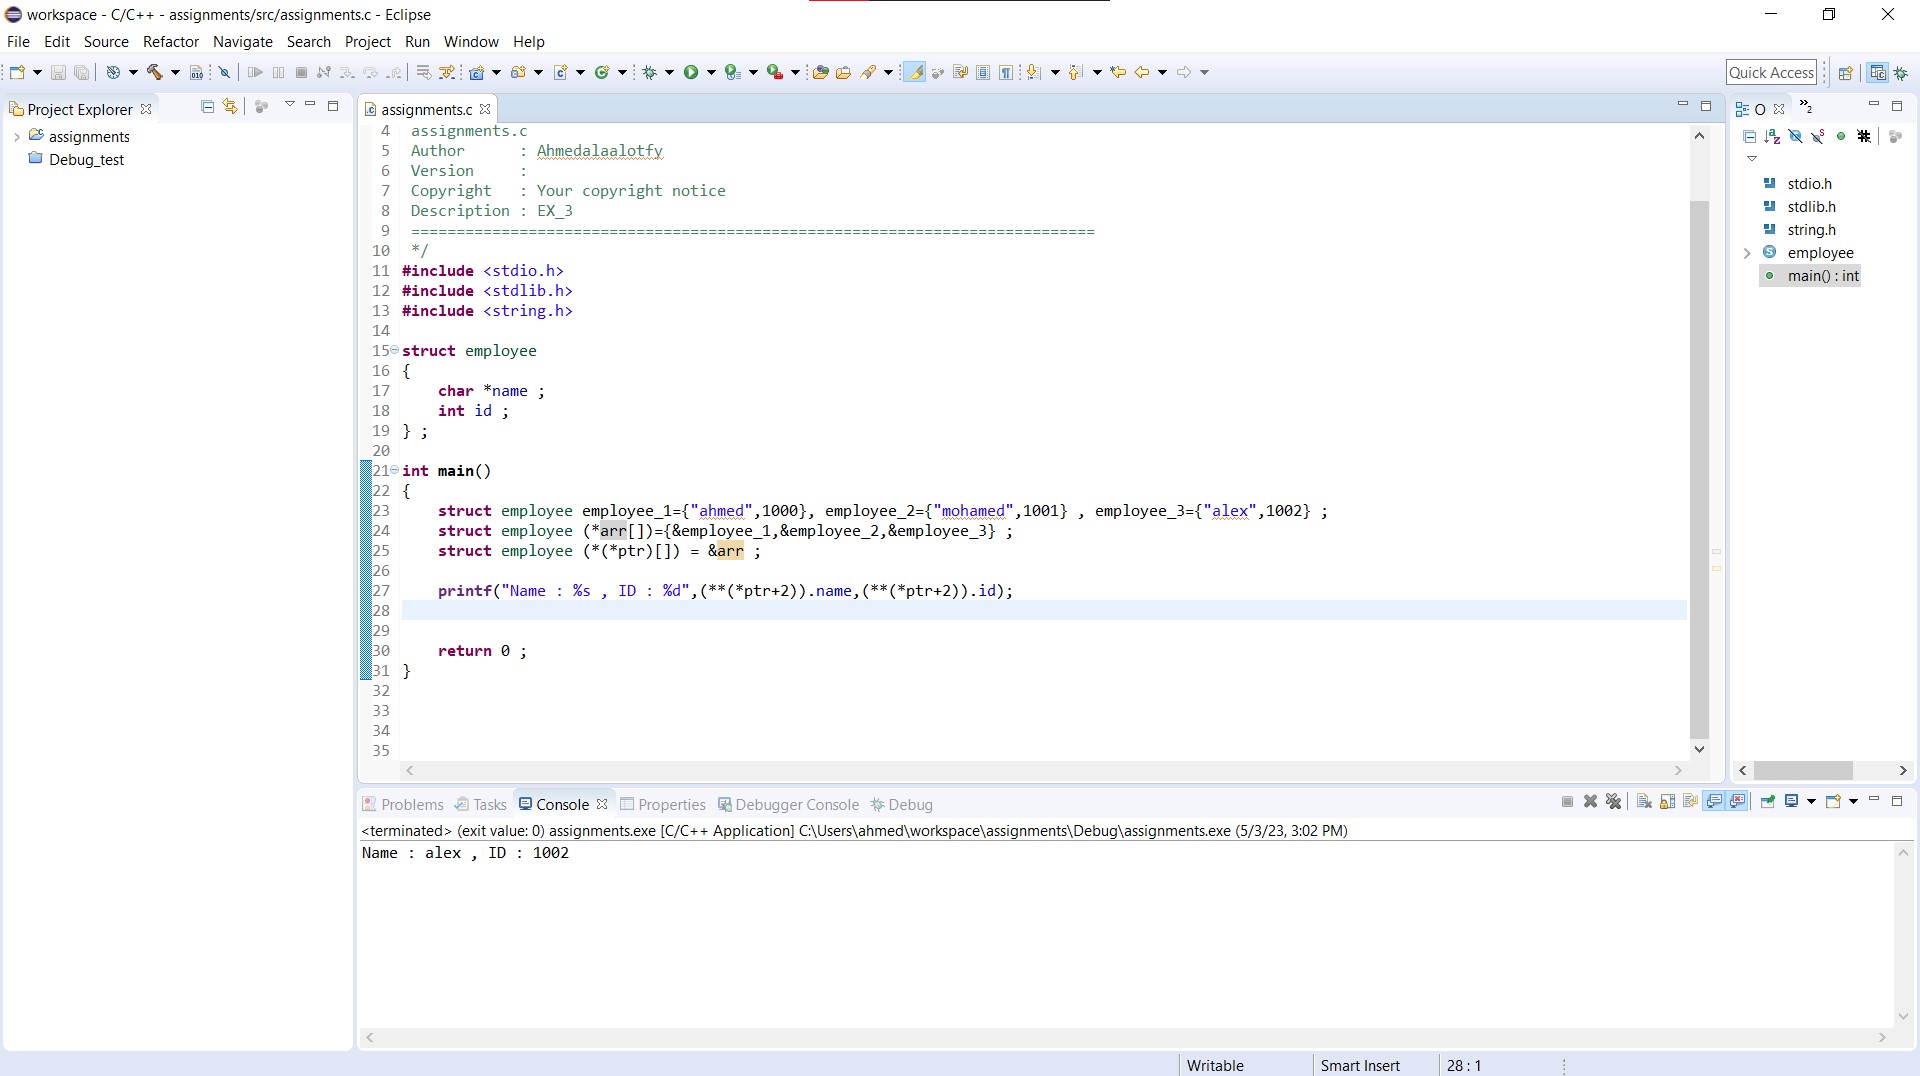 workspace - C/C++ - assignments/src/assignments.c - Eclipse
File Edit Source Refactor Navigate Search Project Run Window Help
Quick Access
Project Explorer
assignments
Debug_test
assignments.c
4 assignments.c
5 Author      : Ahmedalaalotfy
6 Version     :
7 Copyright   : Your copyright notice
8 Description : EX_3
9 ============================================================================
10 */
11 #include <stdio.h>
12 #include <stdlib.h>
13 #include <string.h>
14
15 struct employee
16 {
17     char *name ;
18     int id ;
19 } ;
20
21 int main()
22 {
23     struct employee employee_1={"ahmed",1000}, employee_2={"mohamed",1001} , employee_3={"alex",1002} ;
24     struct employee (*arr[])={&employee_1,&employee_2,&employee_3} ;
25     struct employee (*(*ptr)[]) = &arr ;
26
27     printf("Name : %s , ID : %d",(**(*ptr+2)).name,(**(*ptr+2)).id);
28
29
30     return 0 ;
31 }
32
33
34
35
O
2
stdio.h
stdlib.h
string.h
employee
main() : int
Problems Tasks Console Properties Debugger Console Debug
<terminated> (exit value: 0) assignments.exe [C/C++ Application] C:\Users\ahmed\workspace\assignments\Debug\assignments.exe (5/3/23, 3:02 PM)
Name : alex , ID : 1002
Writable Smart Insert 28 : 1